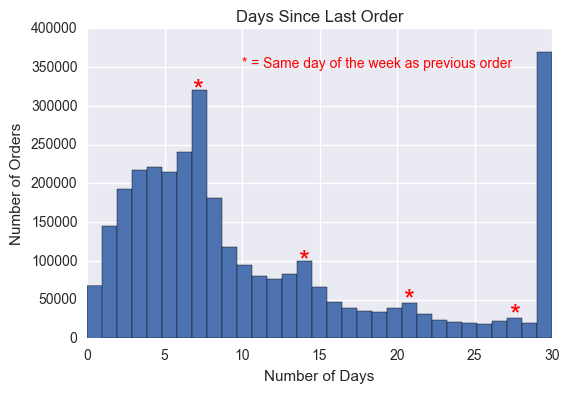 Days Since Last Order
400000
* = Same day of the week as previous order
350000
*
300000
250000
200000
150000
*
100000
*
50000
*
0
0 5 10 15 20 25 30
Number of Orders
Number of Days